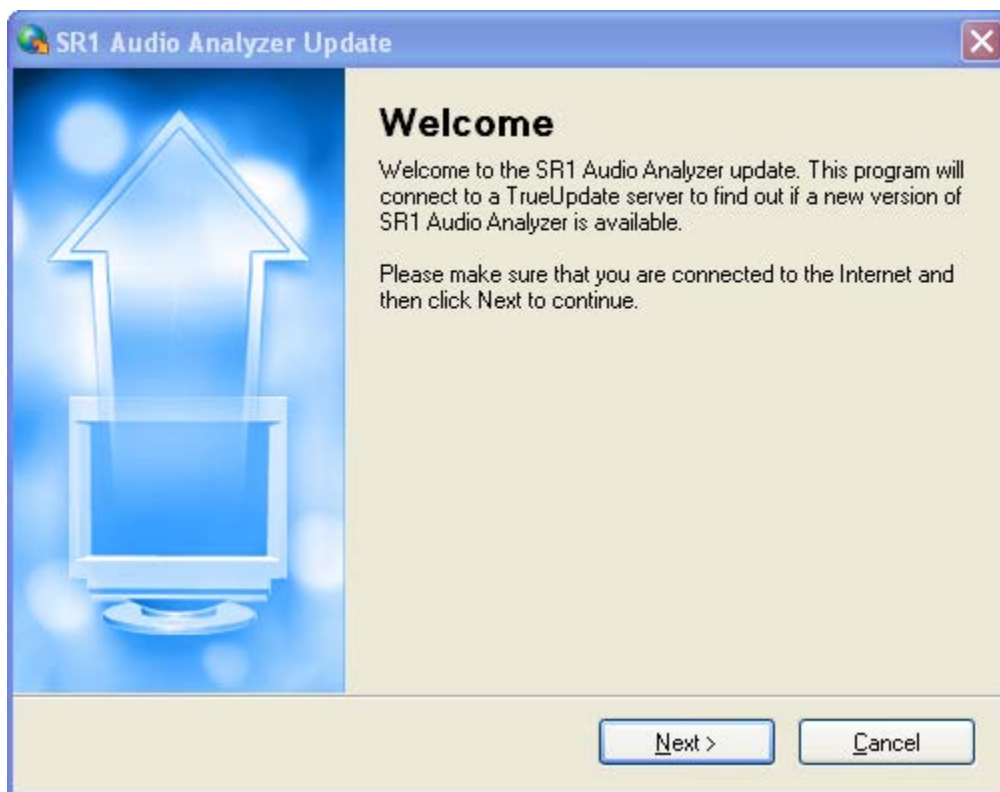 SR1 Audio Analyzer Update
Welcome
Welcome to the SR1 Audio Analyzer update. This program will
connect to a TrueUpdate server to find out if a new version of
SR1 Audio Analyzer is available.
Please make sure that you are connected to the Internet and
then click Next to continue.
Next >
Cancel